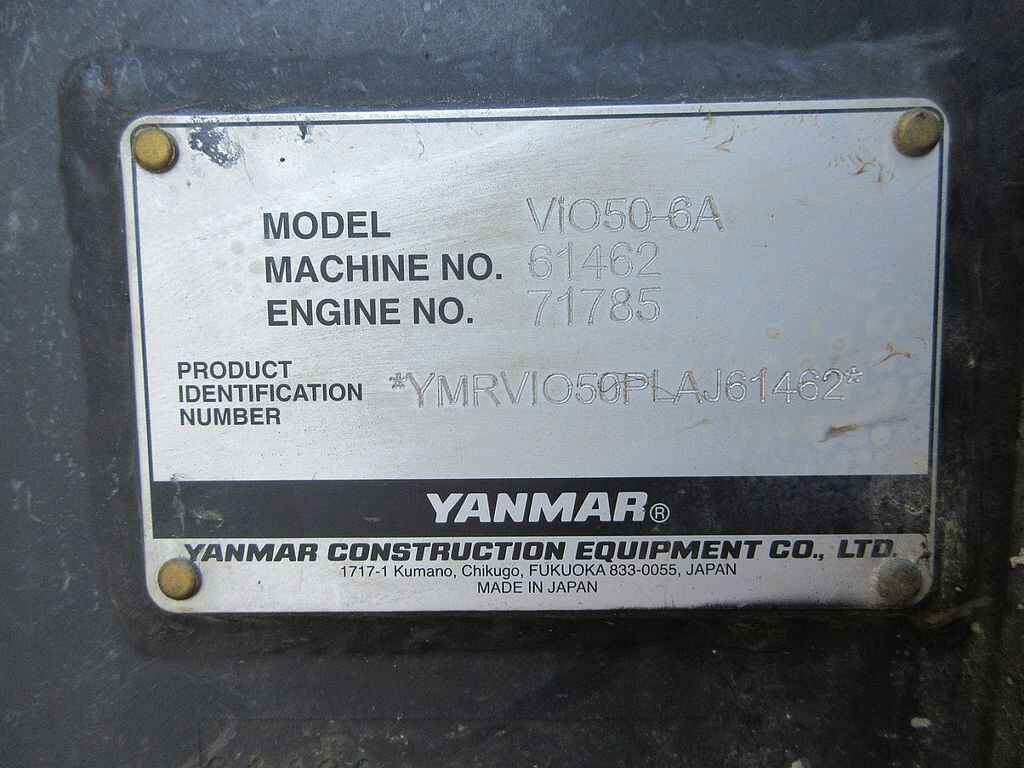 MODEL ViO50-6A
MACHINE NO. 61462
ENGINE NO. 71785
PRODUCT
IDENTIFICATION *YMRVIO50PLAJ61462*
NUMBER
YANMAR®
YANMAR CONSTRUCTION EQUIPMENT CO., LTD.
1717-1 Kumano, Chikugo, FUKUOKA 833-0055, JAPAN
MADE IN JAPAN